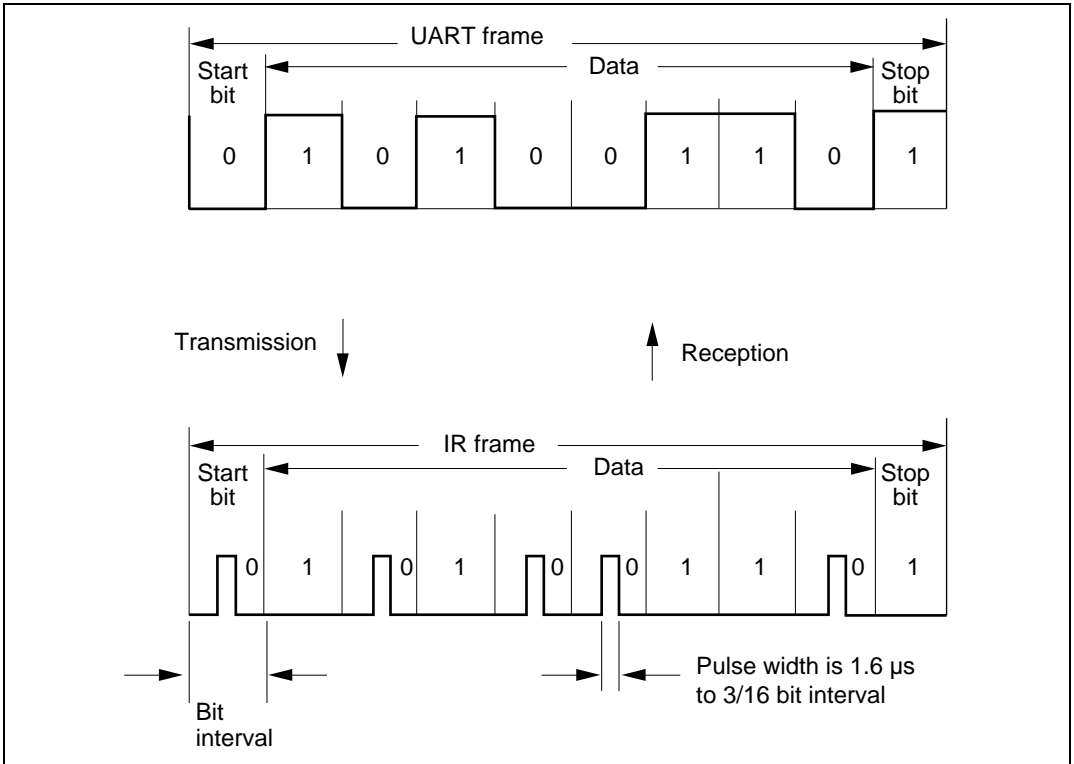 UART frame
Start
bit
Data
Stop
bit
0 1 0 1 0 0 1 1 0 1
Transmission
Reception
IR frame
Start
bit
Data
Stop
bit
0 1 0 1 0 0 1 1 0 1
Bit
interval
Pulse width is 1.6 µs
to 3/16 bit interval